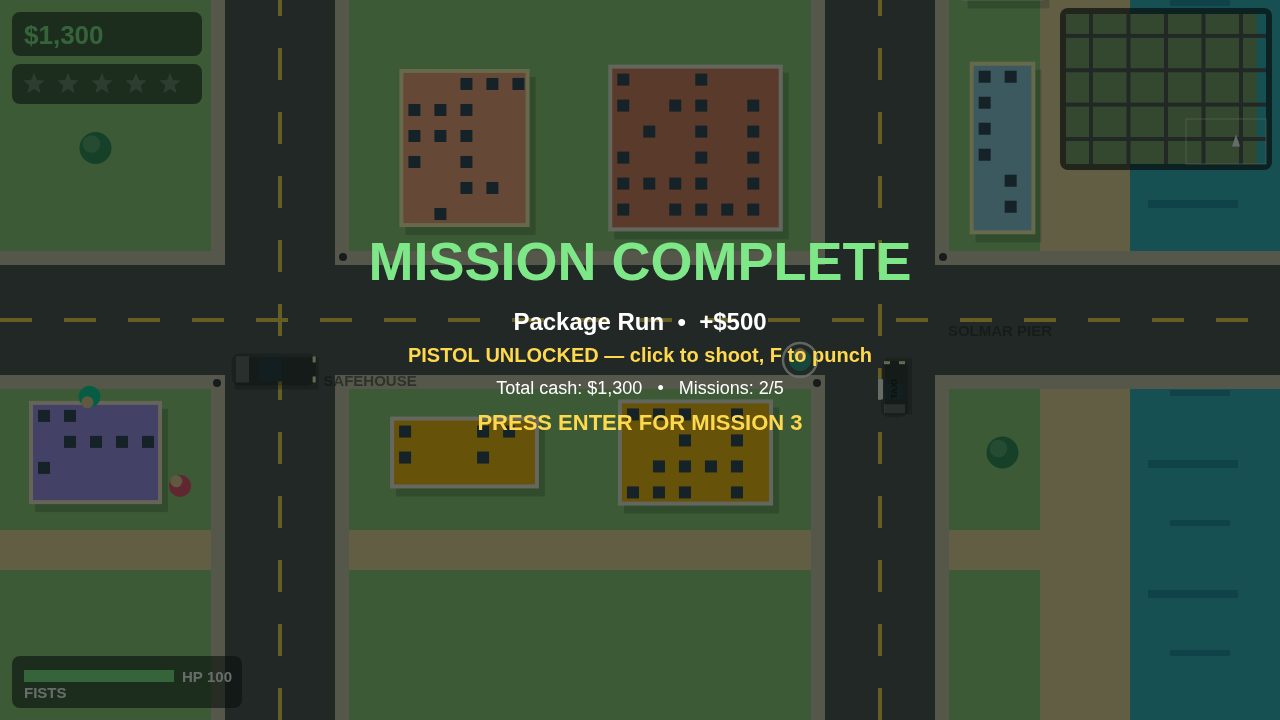 $1,300
MISSION COMPLETE
Package Run • +$500
SOLMAR PIER
PISTOL UNLOCKED — click to shoot, F to punch
SAFEHOUSE
TAXI
Total cash: $1,300 • Missions: 2/5
PRESS ENTER FOR MISSION 3
HP 100
FISTS